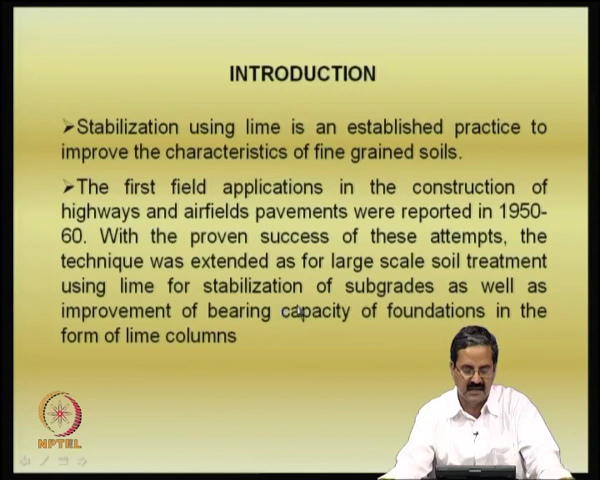 INTRODUCTION
➢Stabilization using lime is an established practice to
improve the characteristics of fine grained soils.
➢The first field applications in the construction of
highways and airfields pavements were reported in 1950-
60. With the proven success of these attempts, the
technique was extended as for large scale soil treatment
using lime for stabilization of subgrades as well as
improvement of bearing capacity of foundations in the
form of lime columns
NPTEL